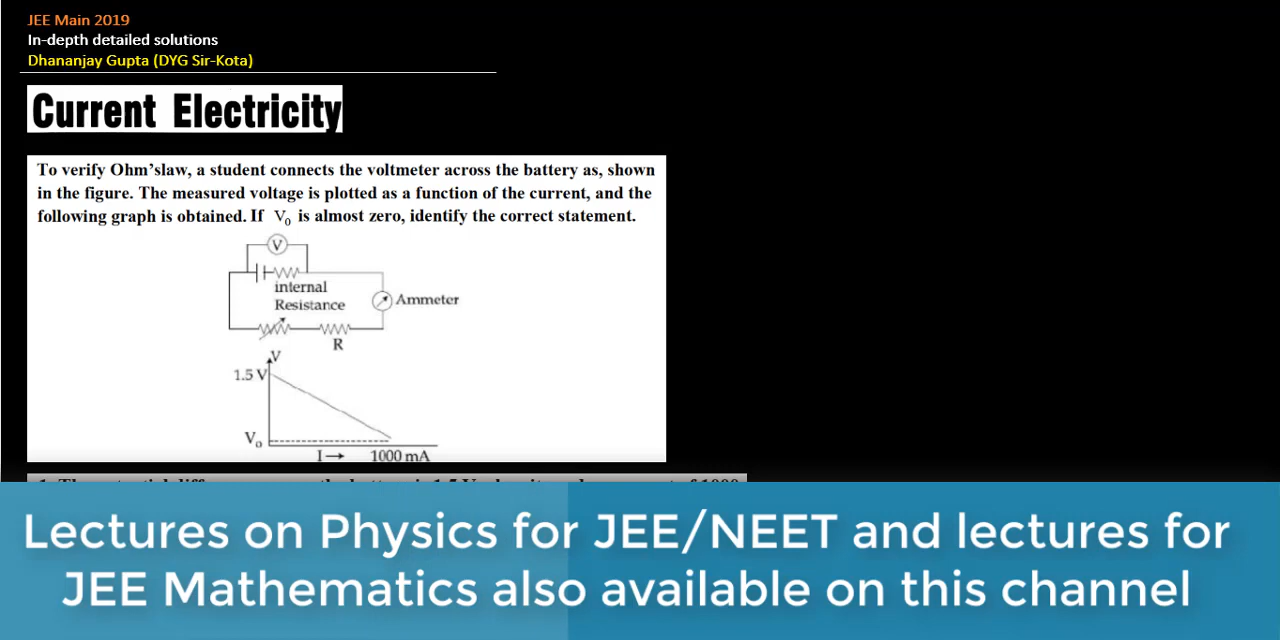 JEE Main 2019
In-depth detailed solutions
Dhananjay Gupta (DYG Sir-Kota)
Current Electricity
To verify Ohm'slaw, a student connects the voltmeter across the battery as, shown
in the figure. The measured voltage is plotted as a function of the current, and the
following graph is obtained. If V₀ is almost zero, identify the correct statement.
V
internal
Resistance
Ammeter
R
V
1.5 V
V₀
I→ 1000 mA
Lectures on Physics for JEE/NEET and lectures for
JEE Mathematics also available on this channel